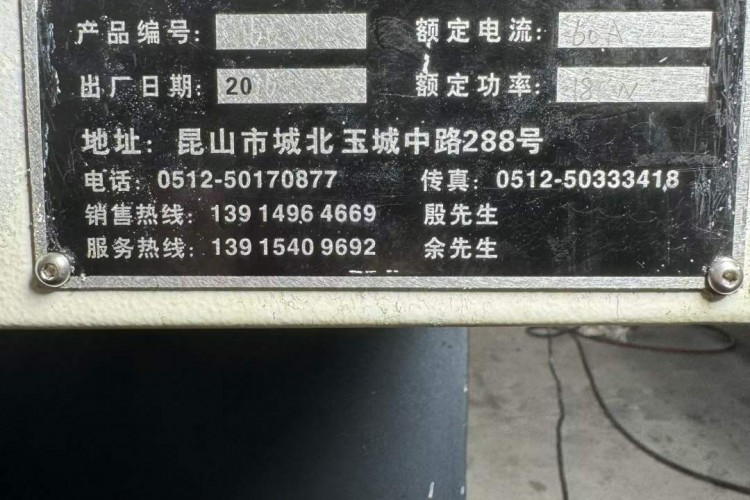 产品编号: 额定电流: 60A
出厂日期: 20 额定功率: 18 W
地址: 昆山市城北玉城中路288号
电话: 0512-50170877 传真: 0512-50333418
销售热线: 139 1496 4669 殷先生
服务热线: 139 1540 9692 余先生